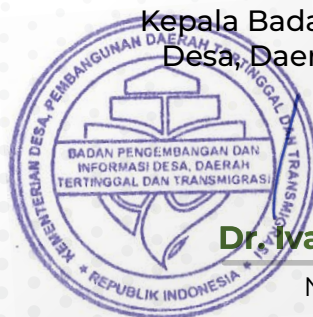 Kepala Bada
Desa, Daer
KEMENTERIAN DESA, PEMBANGUNAN DAERAH TERTINGGAL DAN TRANSMIGRASI
BADAN PENGEMBANGAN DAN
INFORMASI DESA, DAERAH
TERTINGGAL DAN TRANSMIGRASI
* REPUBLIK INDONESIA *
Dr. Iva
N